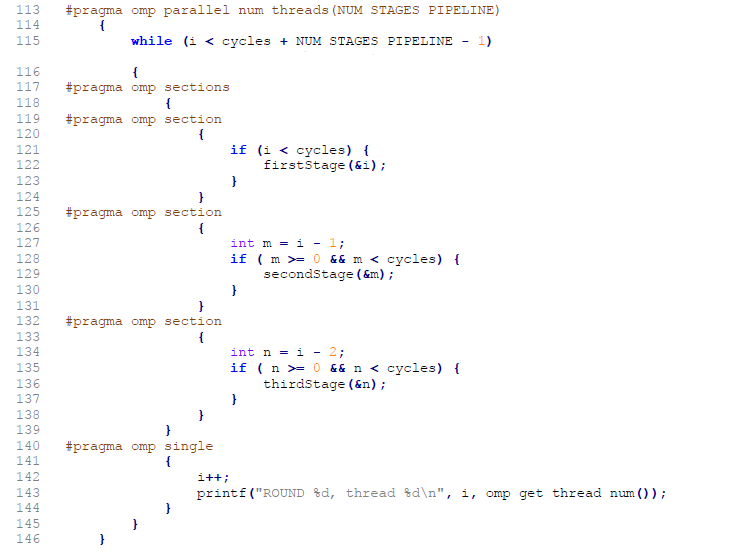 113 #pragma omp parallel num threads(NUM STAGES PIPELINE)
114 {
115 while (i < cycles + NUM STAGES PIPELINE - 1)
116 {
117 #pragma omp sections
118 {
119 #pragma omp section
120 {
121 if (i < cycles) {
122 firstStage(&i);
123 }
124 }
125 #pragma omp section
126 {
127 int m = i - 1;
128 if ( m >= 0 && m < cycles) {
129 secondStage(&m);
130 }
131 }
132 #pragma omp section
133 {
134 int n = i - 2;
135 if ( n >= 0 && n < cycles) {
136 thirdStage(&n);
137 }
138 }
139 }
140 #pragma omp single
141 {
142 i++;
143 printf("ROUND %d, thread %d\n", i, omp get thread num());
144 }
145 }
146 }